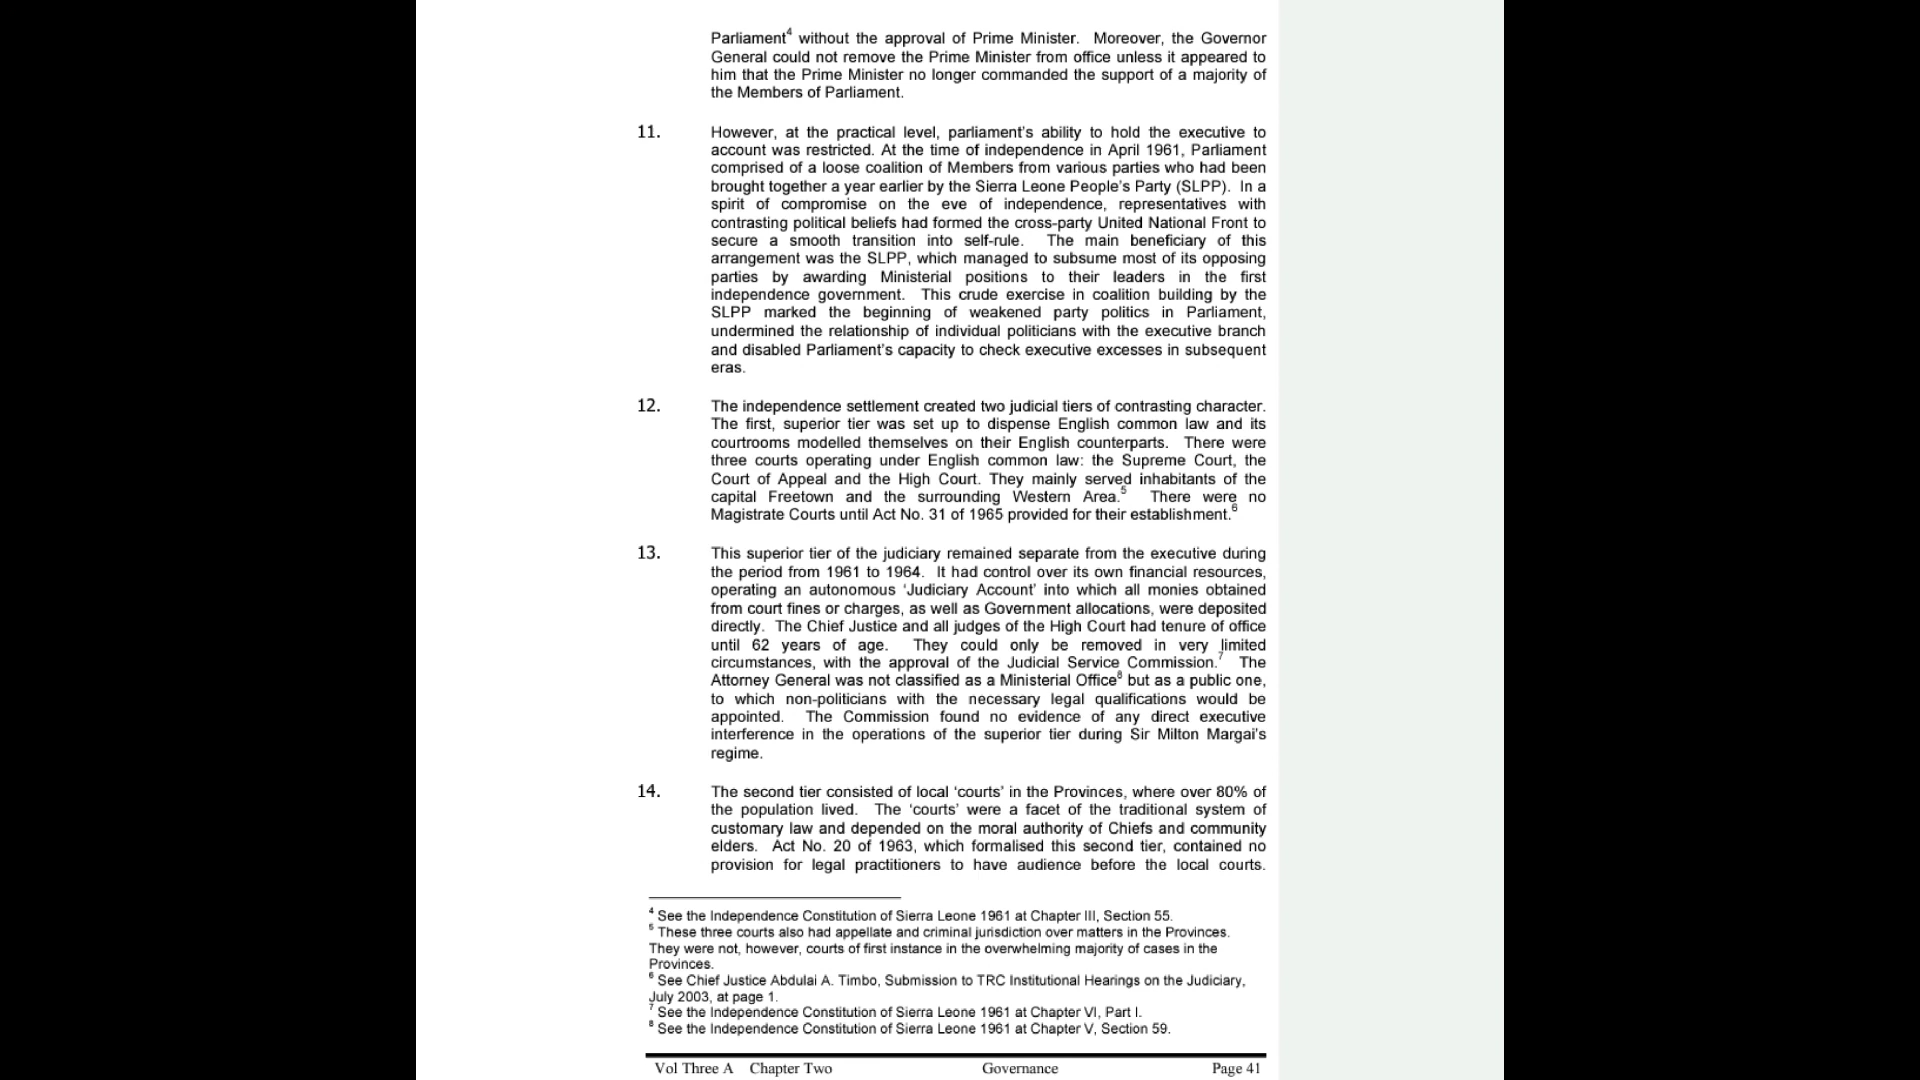 Parliament4 without the approval of Prime Minister. Moreover, the Governor
General could not remove the Prime Minister from office unless it appeared to
him that the Prime Minister no longer commanded the support of a majority of
the Members of Parliament.
11. However, at the practical level, parliament's ability to hold the executive to
account was restricted. At the time of independence in April 1961, Parliament
comprised of a loose coalition of Members from various parties who had been
brought together a year earlier by the Sierra Leone People's Party (SLPP). In a
spirit of compromise on the eve of independence, representatives with
contrasting political beliefs had formed the cross-party United National Front to
secure a smooth transition into self-rule. The main beneficiary of this
arrangement was the SLPP, which managed to subsume most of its opposing
parties by awarding Ministerial positions to their leaders in the first
independence government. This crude exercise in coalition building by the
SLPP marked the beginning of weakened party politics in Parliament,
undermined the relationship of individual politicians with the executive branch
and disabled Parliament's capacity to check executive excesses in subsequent
eras.
12. The independence settlement created two judicial tiers of contrasting character.
The first, superior tier was set up to dispense English common law and its
courtrooms modelled themselves on their English counterparts. There were
three courts operating under English common law: the Supreme Court, the
Court of Appeal and the High Court. They mainly served inhabitants of the
capital Freetown and the surrounding Western Area.5 There were no
Magistrate Courts until Act No. 31 of 1965 provided for their establishment.6
13. This superior tier of the judiciary remained separate from the executive during
the period from 1961 to 1964. It had control over its own financial resources,
operating an autonomous 'Judiciary Account' into which all monies obtained
from court fines or charges, as well as Government allocations, were deposited
directly. The Chief Justice and all judges of the High Court had tenure of office
until 62 years of age. They could only be removed in very limited
circumstances, with the approval of the Judicial Service Commission.7 The
Attorney General was not classified as a Ministerial Office8 but as a public one,
to which non-politicians with the necessary legal qualifications would be
appointed. The Commission found no evidence of any direct executive
interference in the operations of the superior tier during Sir Milton Margai's
regime.
14. The second tier consisted of local 'courts' in the Provinces, where over 80% of
the population lived. The 'courts' were a facet of the traditional system of
customary law and depended on the moral authority of Chiefs and community
elders. Act No. 20 of 1963, which formalised this second tier, contained no
provision for legal practitioners to have audience before the local courts.
4 See the Independence Constitution of Sierra Leone 1961 at Chapter III, Section 55.
5 These three courts also had appellate and criminal jurisdiction over matters in the Provinces.
They were not, however, courts of first instance in the overwhelming majority of cases in the
Provinces.
6 See Chief Justice Abdulai A. Timbo, Submission to TRC Institutional Hearings on the Judiciary,
July 2003, at page 1.
7 See the Independence Constitution of Sierra Leone 1961 at Chapter VI, Part I.
8 See the Independence Constitution of Sierra Leone 1961 at Chapter V, Section 59.
Vol Three A Chapter Two Governance Page 41